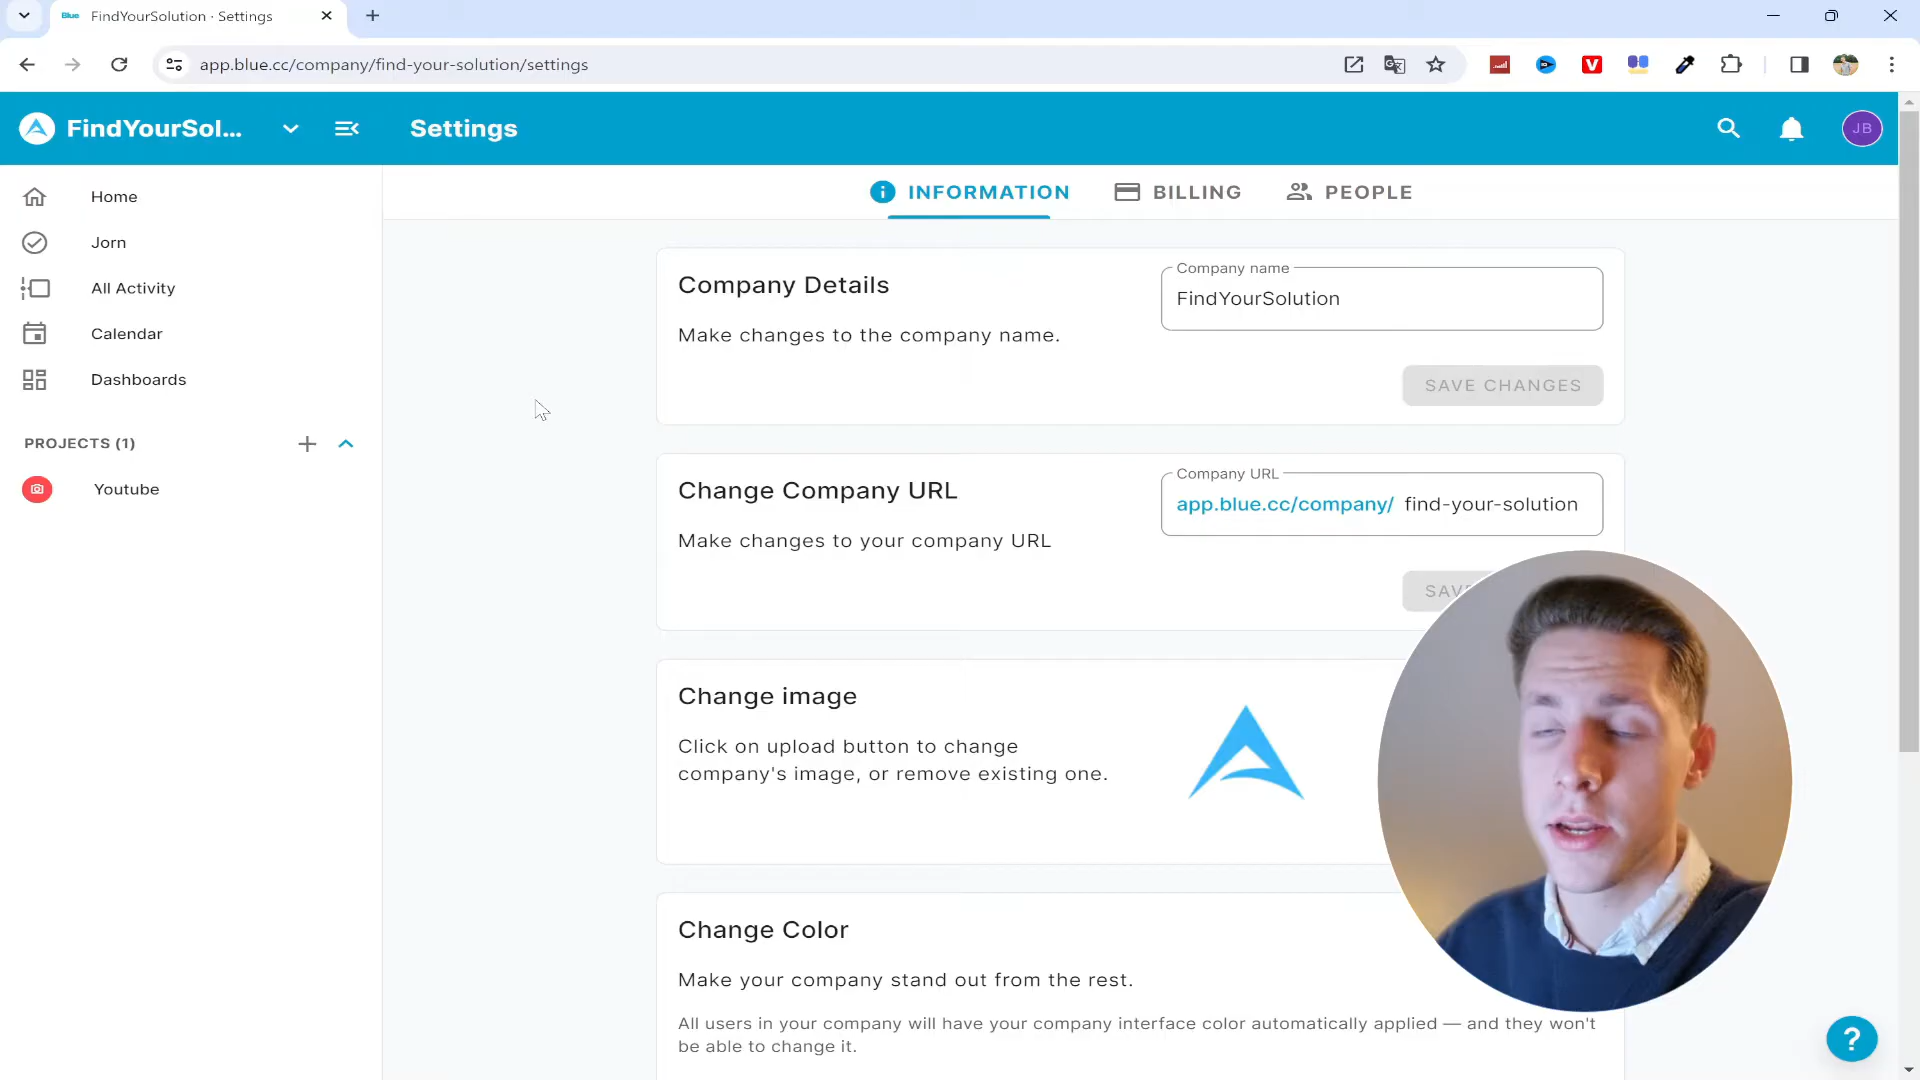 Blue
FindYourSolution · Settings
app.blue.cc/company/find-your-solution/settings
V
FindYourSol...
Settings
JB
Home
Jorn
All Activity
Calendar
Dashboards
PROJECTS (1)
Youtube
INFORMATION
BILLING
PEOPLE
Company Details
Make changes to the company name.
Company name
FindYourSolution
SAVE CHANGES
Change Company URL
Make changes to your company URL
Company URL
app.blue.cc/company/ find-your-solution
Change image
Click on upload button to change
company's image, or remove existing one.
Change Color
Make your company stand out from the rest.
All users in your company will have your company interface color automatically applied — and they won't
be able to change it.
?